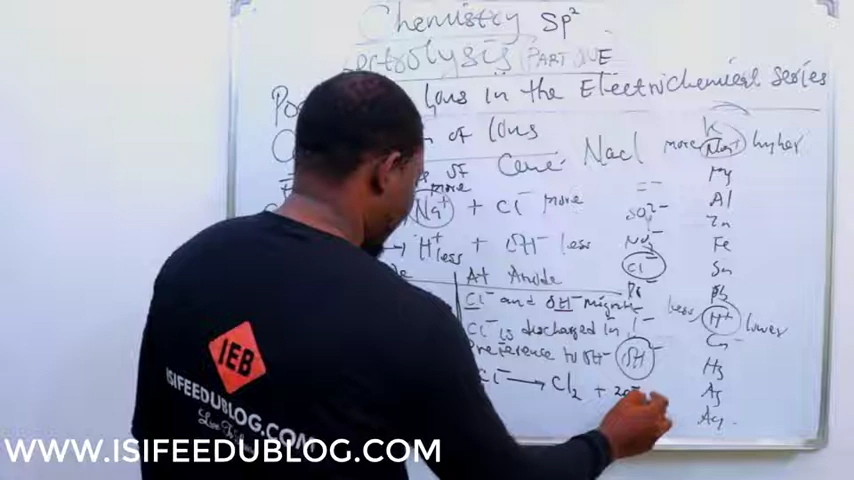 Chemistry SP²
Electrolysis (PART ONE
Ions in the Electrochemical Series
of Ions
Conc. NaCl
more
Na⁺ + Cl⁻ more
→ H⁺ less + OH⁻ less
At Anode
Cl⁻ and OH⁻ migrate
Cl⁻ is discharged in
Preference to OH⁻
Cl⁻ → Cl₂ + 2e⁻
SO₄²⁻
NO₃⁻
Cl⁻
Br⁻
I⁻
OH⁻
K
more Na⁺ higher
Mg
Al
Zn
Fe
Sn
Pb
less H⁺ lower
Cu
Hg
Ag
Au
IEB
ISIFEEDUBLOG.COM
WWW.ISIFEEDUBLOG.COM